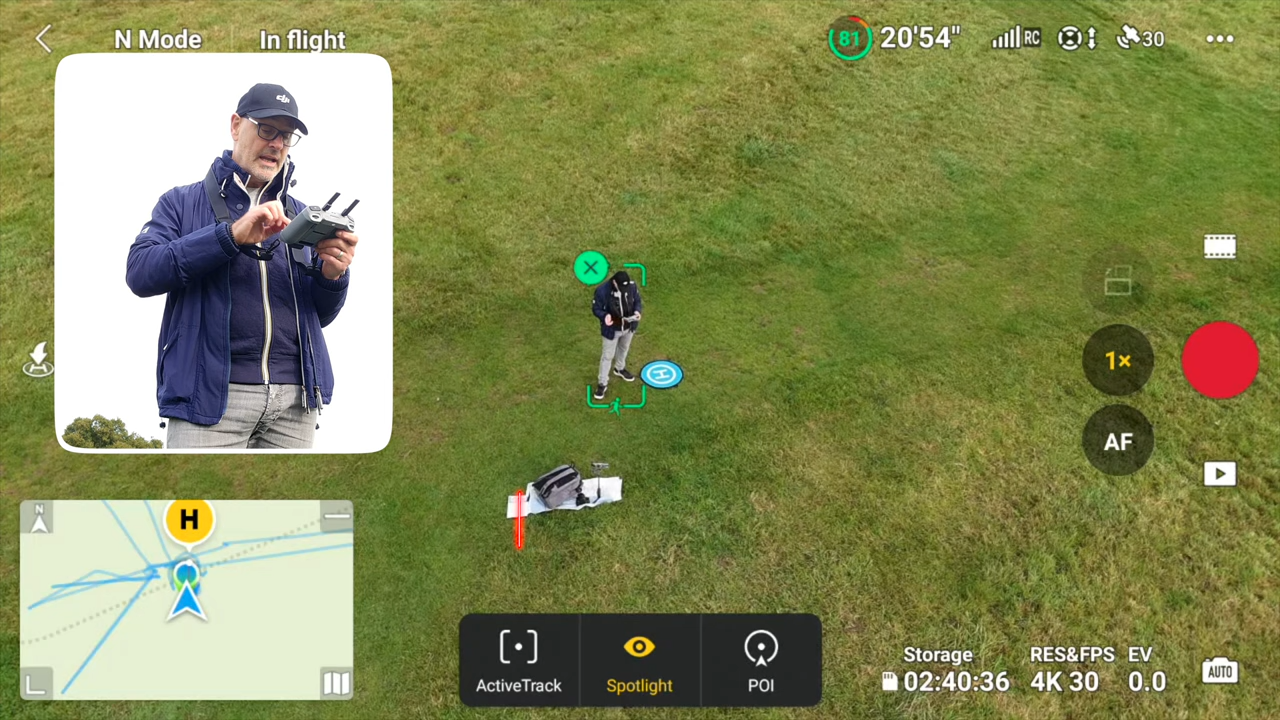 N Mode
In flight
81
20'54"
RC
30
dji
1×
AF
N
H
H
ActiveTrack
Spotlight
POI
Storage
02:40:36
RES&FPS
4K 30
EV
0.0
AUTO